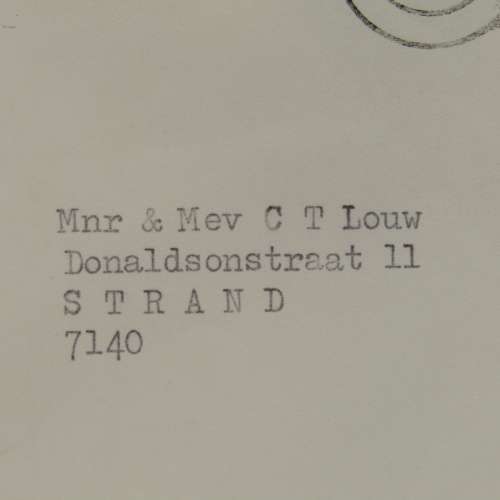 Mnr & Mev C T Louw
Donaldsonstraat 11
S T R A N D
7140